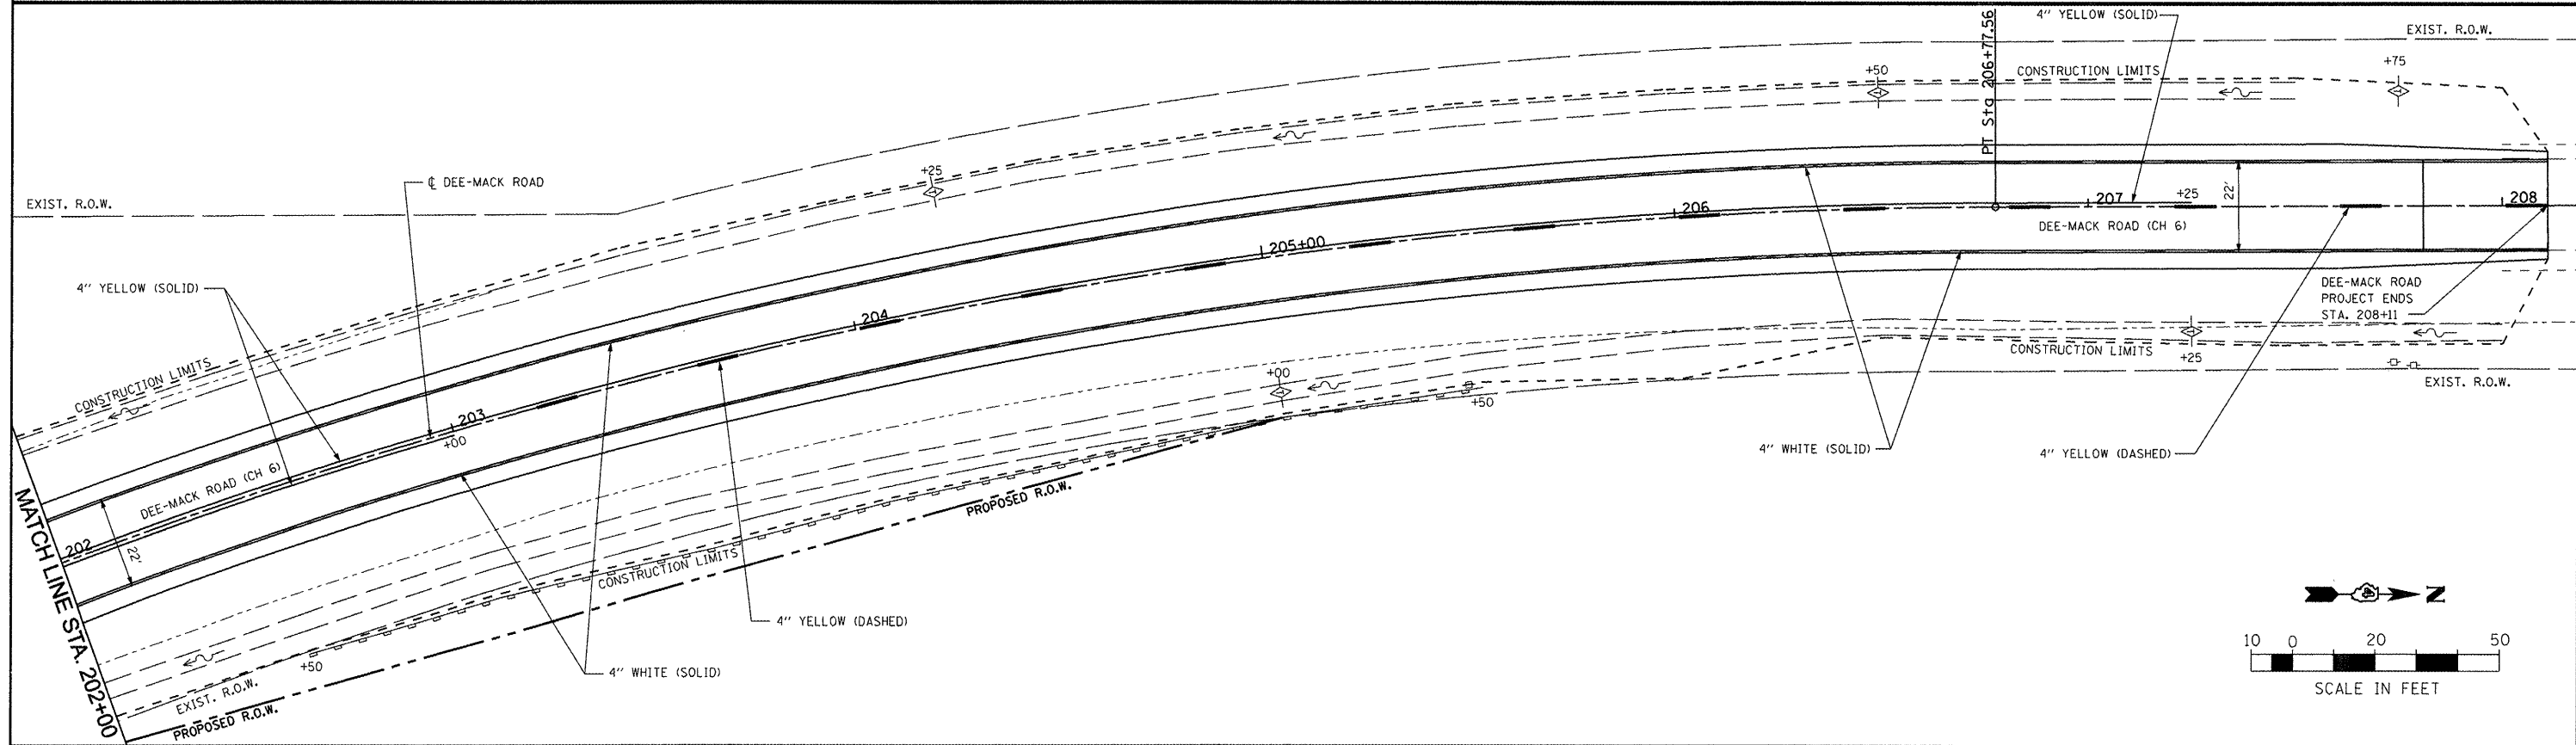 4" YELLOW (SOLID)
EXIST. R.O.W.
PT Sta 206+77.56
+50
CONSTRUCTION LIMITS
+75
+25
℄ DEE-MACK ROAD
EXIST. R.O.W.
206
207
+25
22'
208
DEE-MACK ROAD (CH 6)
205+00
4" YELLOW (SOLID)
204
DEE-MACK ROAD
PROJECT ENDS
STA. 208+11
CONSTRUCTION LIMITS
+25
CONSTRUCTION LIMITS
+00
+50
EXIST. R.O.W.
203
+00
4" WHITE (SOLID)
4" YELLOW (DASHED)
DEE-MACK ROAD (CH 6)
PROPOSED R.O.W.
202
22'
MATCH LINE STA. 202+00
CONSTRUCTION LIMITS
4" YELLOW (DASHED)
+50
4" WHITE (SOLID)
EXIST. R.O.W.
PROPOSED R.O.W.
N
10 0 20 50
SCALE IN FEET